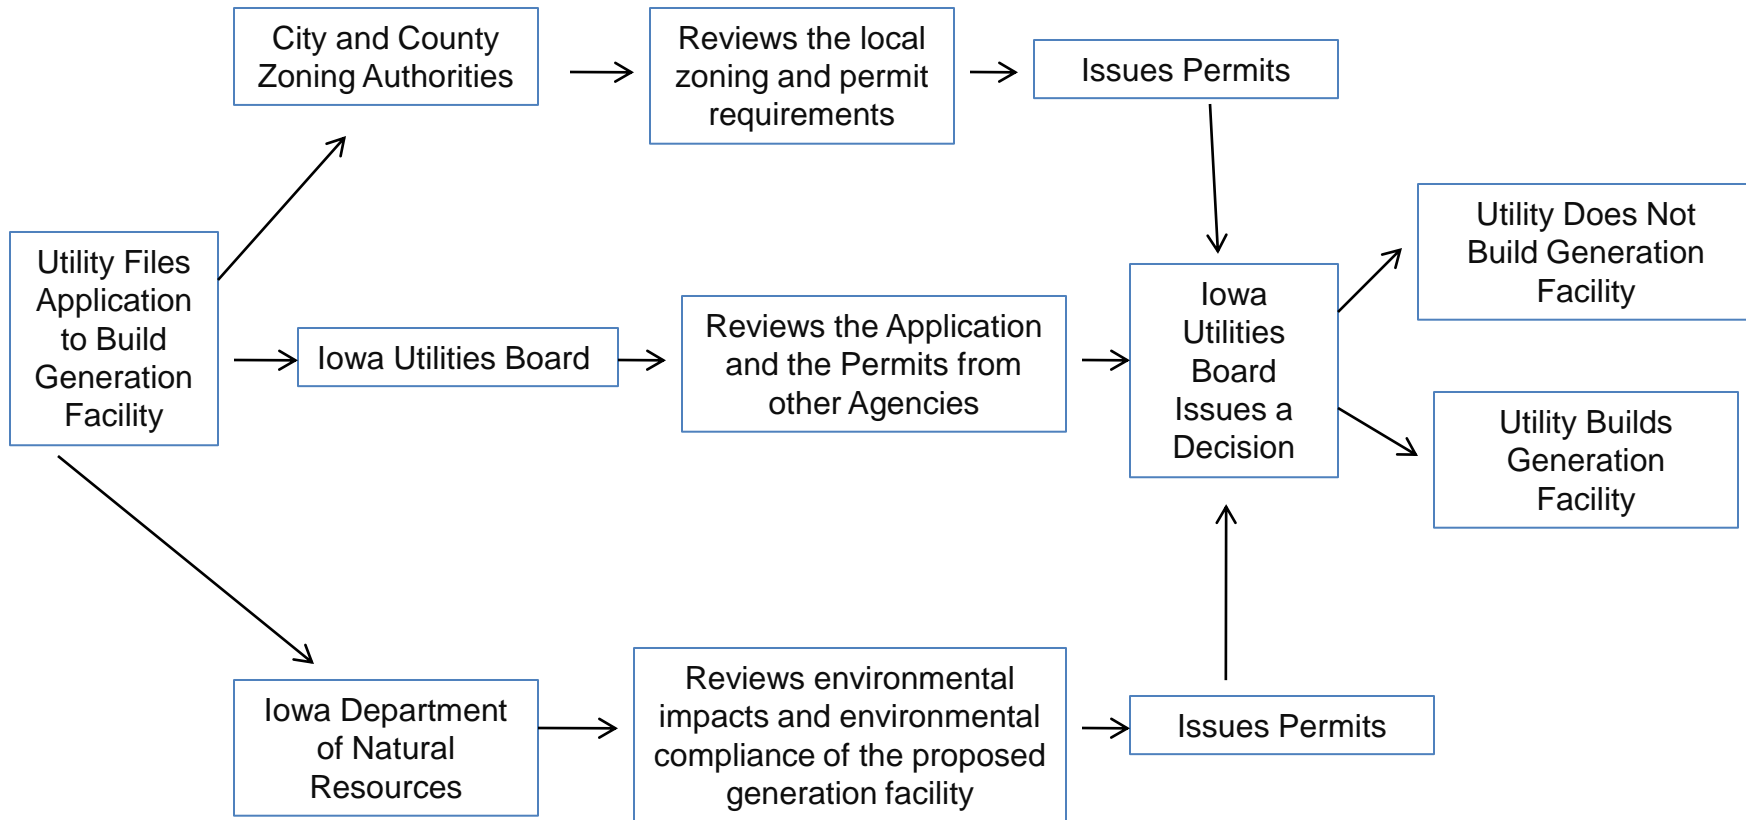 City and County
Zoning Authorities
Reviews the local
zoning and permit
requirements
Issues Permits
Utility Files
Application
to Build
Generation
Facility
Iowa Utilities Board
Reviews the Application
and the Permits from
other Agencies
Iowa
Utilities
Board
Issues a
Decision
Utility Does Not
Build Generation
Facility
Utility Builds
Generation
Facility
Iowa Department
of Natural
Resources
Reviews environmental
impacts and environmental
compliance of the proposed
generation facility
Issues Permits